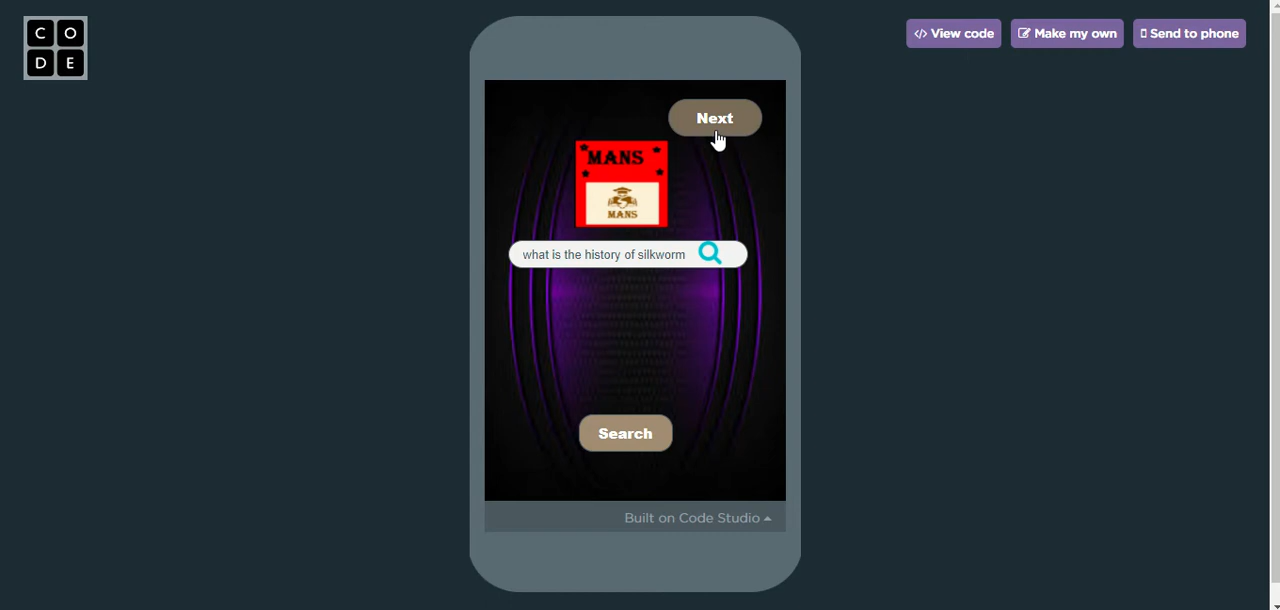 C O
D E
</> View code
Make my own
Send to phone
Next
MANS
MANS
what is the history of silkworm
Search
Built on Code Studio